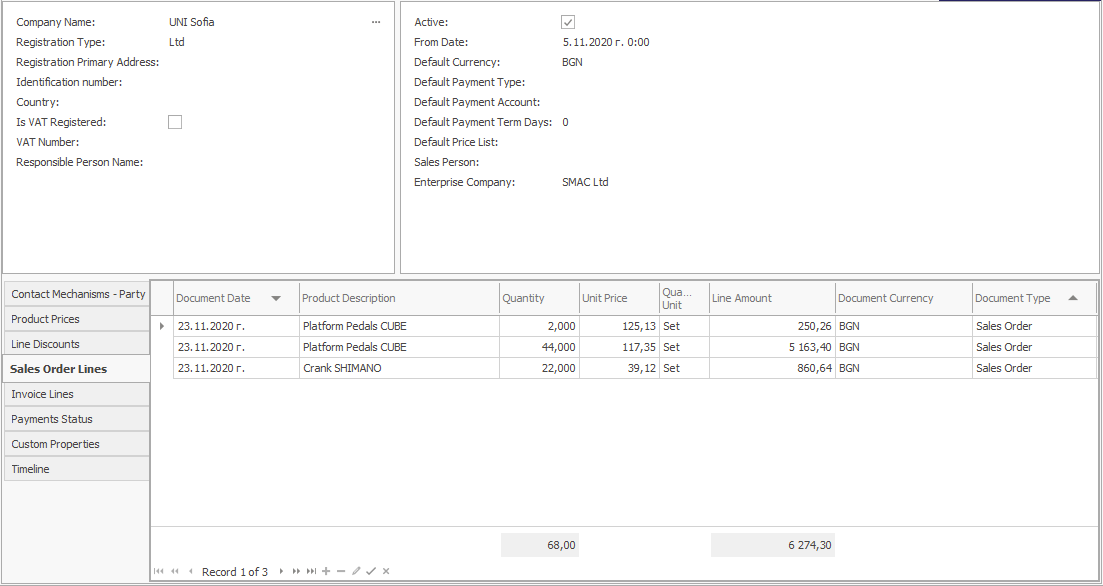 Company Name: UNI Sofia ...
Registration Type: Ltd
Registration Primary Address:
Identification number:
Country:
Is VAT Registered:
VAT Number:
Responsible Person Name:
Active:
From Date: 5.11.2020 г. 0:00
Default Currency: BGN
Default Payment Type:
Default Payment Account:
Default Payment Term Days: 0
Default Price List:
Sales Person:
Enterprise Company: SMAC Ltd
Contact Mechanisms - Party
Product Prices
Line Discounts
Sales Order Lines
Invoice Lines
Payments Status
Custom Properties
Timeline
Document Date Product Description Quantity Unit Price Qua... Unit Line Amount Document Currency Document Type
23.11.2020 г. Platform Pedals CUBE 2,000 125,13 Set 250,26 BGN Sales Order
23.11.2020 г. Platform Pedals CUBE 44,000 117,35 Set 5 163,40 BGN Sales Order
23.11.2020 г. Crank SHIMANO 22,000 39,12 Set 860,64 BGN Sales Order
68,00 6 274,30
Record 1 of 3